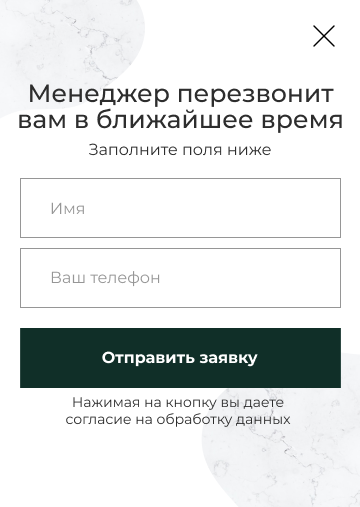 Менеджер перезвонит
вам в ближайшее время
Заполните поля ниже
Имя
Ваш телефон
Отправить заявку
Нажимая на кнопку вы даете
согласие на обработку данных